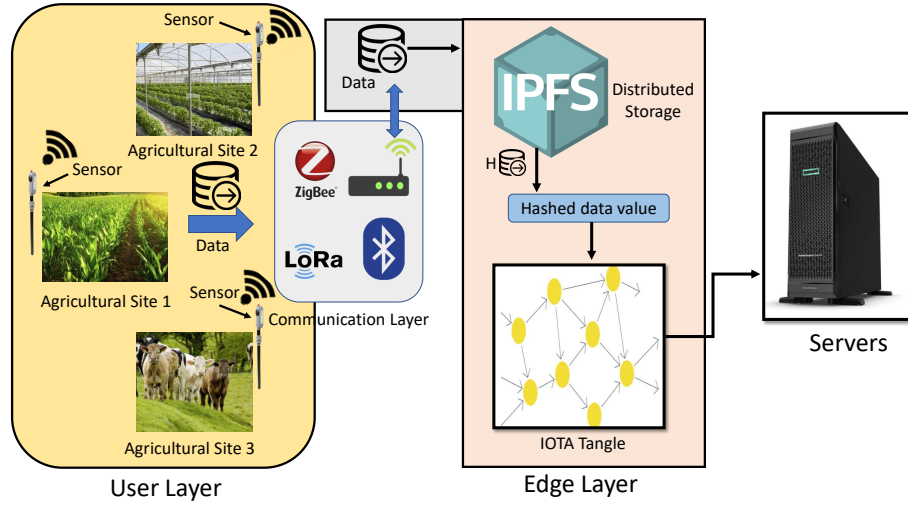 Sensor
Agricultural Site 2
Sensor
Data
Agricultural Site 1
Sensor
Agricultural Site 3
User Layer
ZigBee®
LoRa
Communication Layer
Data
IPFS
Distributed
Storage
H
Hashed data value
IOTA Tangle
Edge Layer
Servers